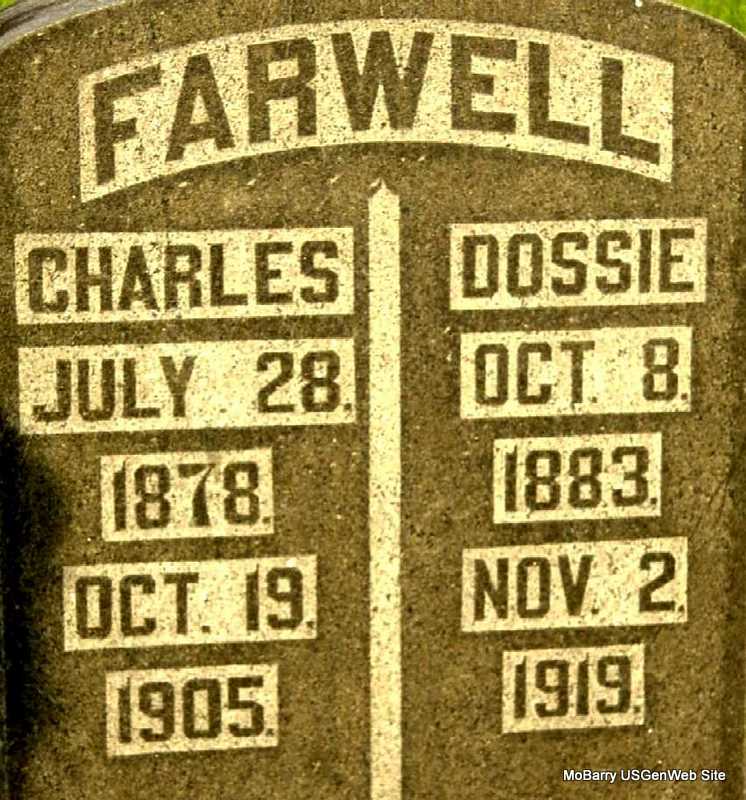 FARWELL
CHARLES
JULY 28.
1878.
OCT. 19.
1905.
DOSSIE
OCT. 8.
1883.
NOV. 2.
1919.
MoBarry USGenWeb Site